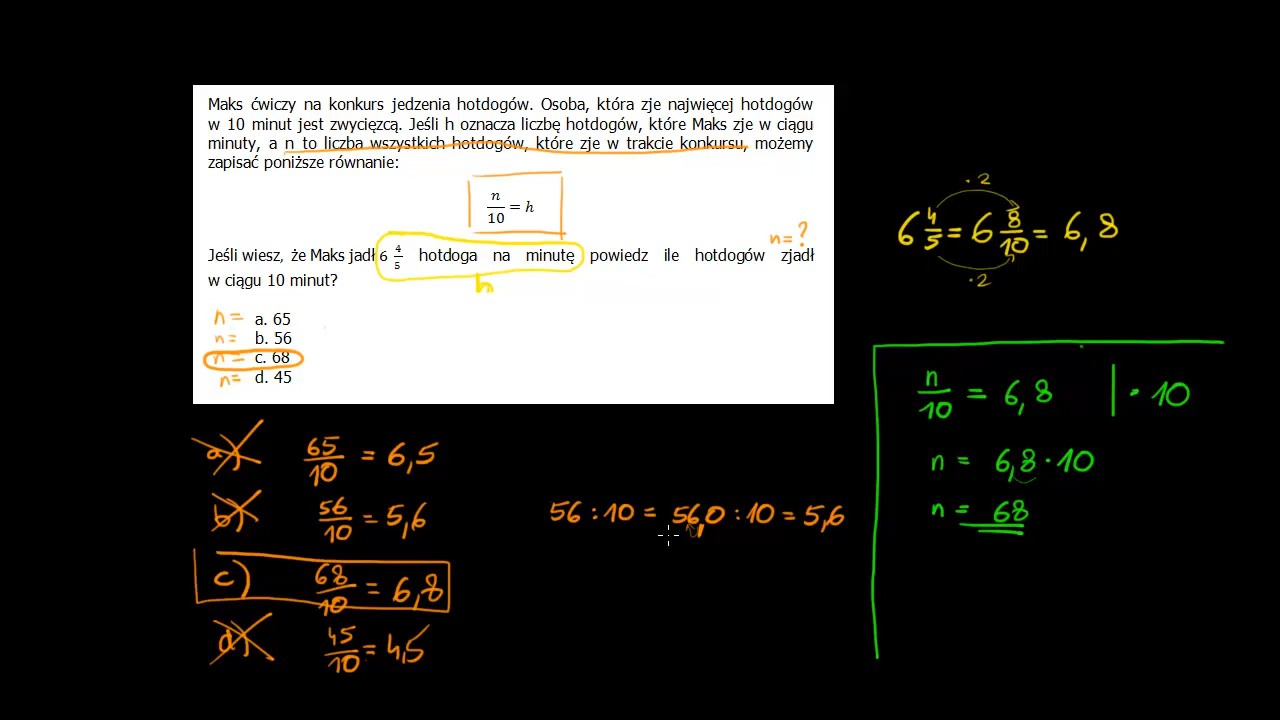 Maks ćwiczy na konkurs jedzenia hotdogów. Osoba, która zje najwięcej hotdogów
w 10 minut jest zwycięzcą. Jeśli h oznacza liczbę hotdogów, które Maks zje w ciągu
minuty, a n to liczba wszystkich hotdogów, które zje w trakcie konkursu, możemy
zapisać poniższe równanie:
n/10 = h
n = ?
Jeśli wiesz, że Maks jadł 6 4/5 hotdoga na minutę powiedz ile hotdogów zjadł
h
w ciągu 10 minut?
n = a. 65
n = b. 56
n = c. 68
n = d. 45
· 2
6 4/5 = 6 8/10 = 6,8
· 2
n/10 = 6,8 | · 10
n = 6,8 · 10
n = 68
a) 65/10 = 6,5
b) 56/10 = 5,6
56 : 10 = 56,0 : 10 = 5,6
c) 68/10 = 6,8
d) 45/10 = 4,5